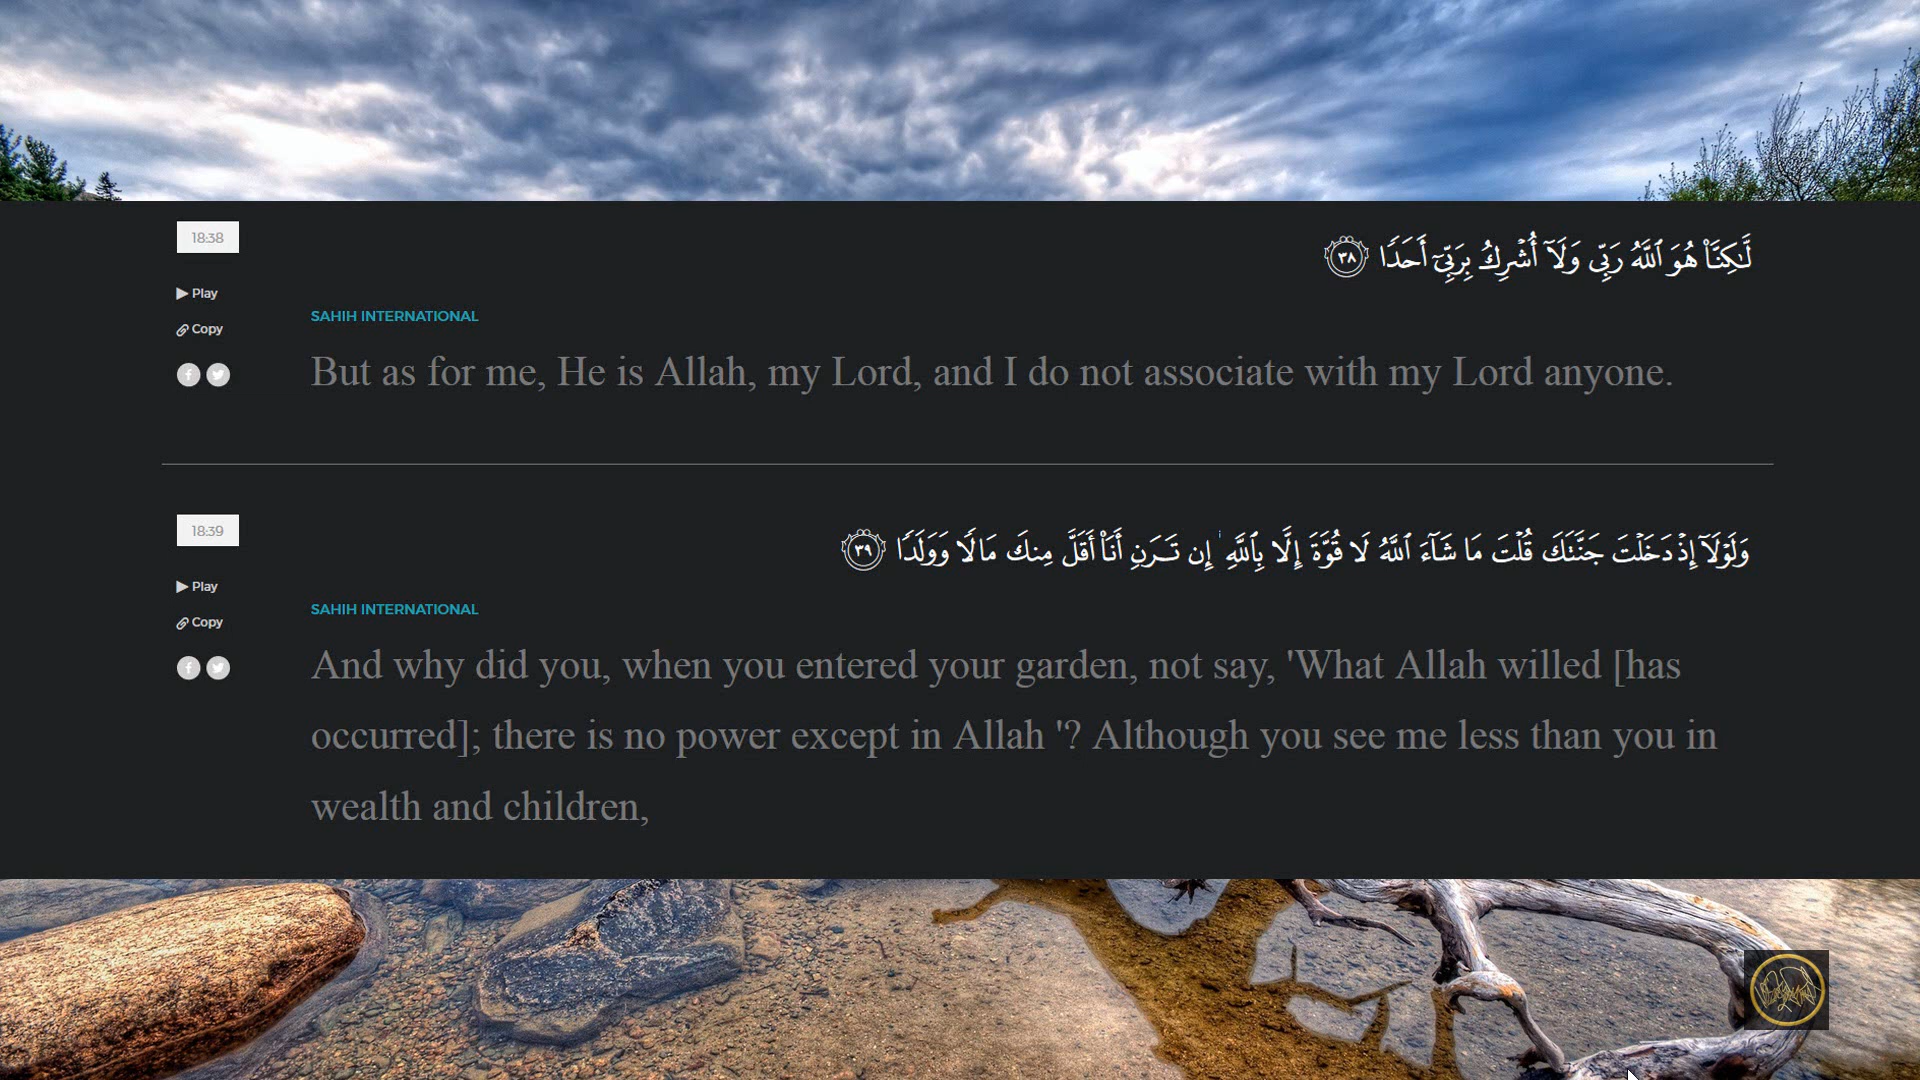 18:38
لَّٰكِنَّا۠ هُوَ ٱللَّهُ رَبِّى وَلَآ أُشْرِكُ بِرَبِّىٓ أَحَدًا ٣٨
Play
SAHIH INTERNATIONAL
Copy
But as for me, He is Allah, my Lord, and I do not associate with my Lord anyone.
18:39
وَلَوْلَآ إِذْ دَخَلْتَ جَنَّتَكَ قُلْتَ مَا شَآءَ ٱللَّهُ لَا قُوَّةَ إِلَّا بِٱللَّهِ ۚ إِن تَرَنِ أَنَا۠ أَقَلَّ مِنكَ مَالًا وَوَلَدًا ٣٩
Play
SAHIH INTERNATIONAL
Copy
And why did you, when you entered your garden, not say, 'What Allah willed [has
occurred]; there is no power except in Allah '? Although you see me less than you in
wealth and children,